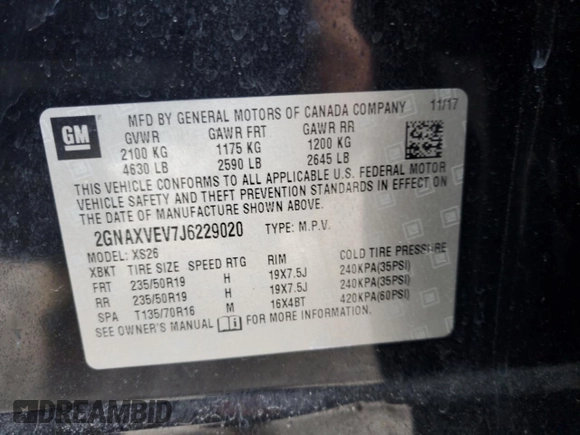 GM
MFD BY GENERAL MOTORS OF CANADA COMPANY 11/17
GVWR GAWR FRT GAWR RR
2100 KG 1175 KG 1200 KG
4630 LB 2590 LB 2645 LB
THIS VEHICLE CONFORMS TO ALL APPLICABLE U.S. FEDERAL MOTOR
VEHICLE SAFETY AND THEFT PREVENTION STANDARDS IN EFFECT ON
DATE OF MANUFACTURE SHOWN ABOVE.
2GNAXVEV7J6229020 TYPE: M.P.V.
MODEL: XS26
XBKT TIRE SIZE SPEED RTG RIM COLD TIRE PRESSURE
FRT 235/50R19 H 19X7.5J 240KPA(35PSI)
RR 235/50R19 H 19X7.5J 240KPA(35PSI)
SPA T135/70R16 M 16X4BT 420KPA(60PSI)
SEE OWNER'S MANUAL FOR MORE INFORMATION.
DREAMBID